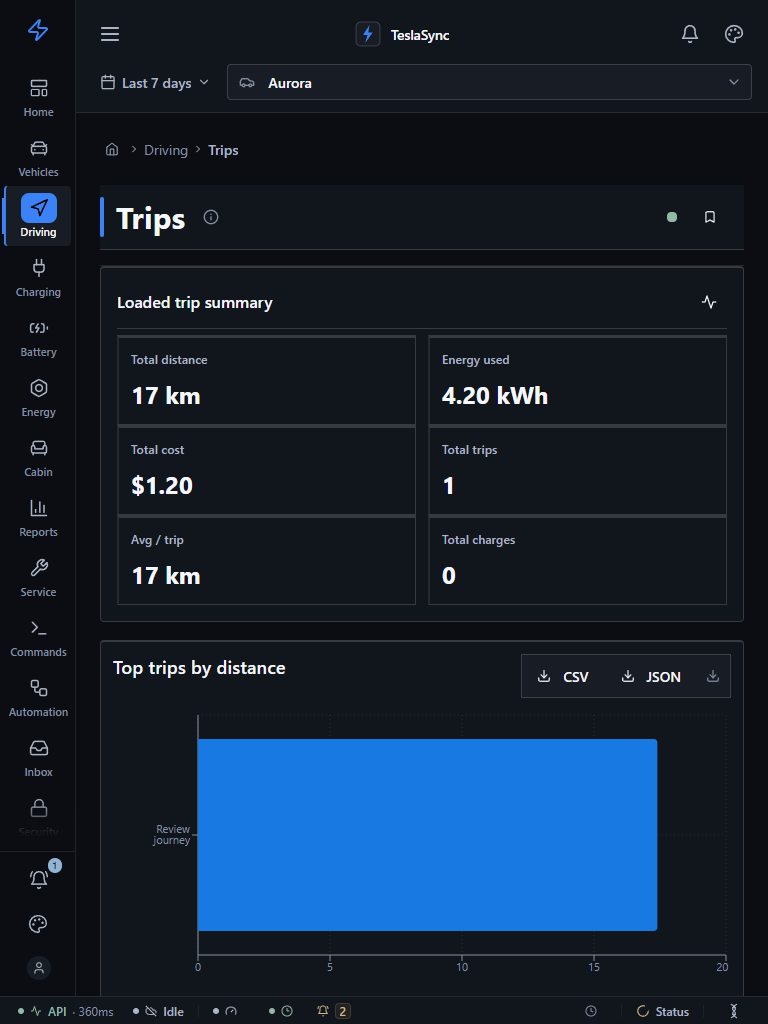 TeslaSync
Last 7 days
Aurora
Home
Vehicles
Driving
Charging
Battery
Energy
Cabin
Reports
Service
Commands
Automation
Inbox
Security
1
Driving
Trips
Trips
Loaded trip summary
Total distance
17 km
Energy used
4.20 kWh
Total cost
$1.20
Total trips
1
Avg / trip
17 km
Total charges
0
Top trips by distance
CSV
JSON
Review
journey
0 5 10 15 20
API · 360ms
Idle
2
Status